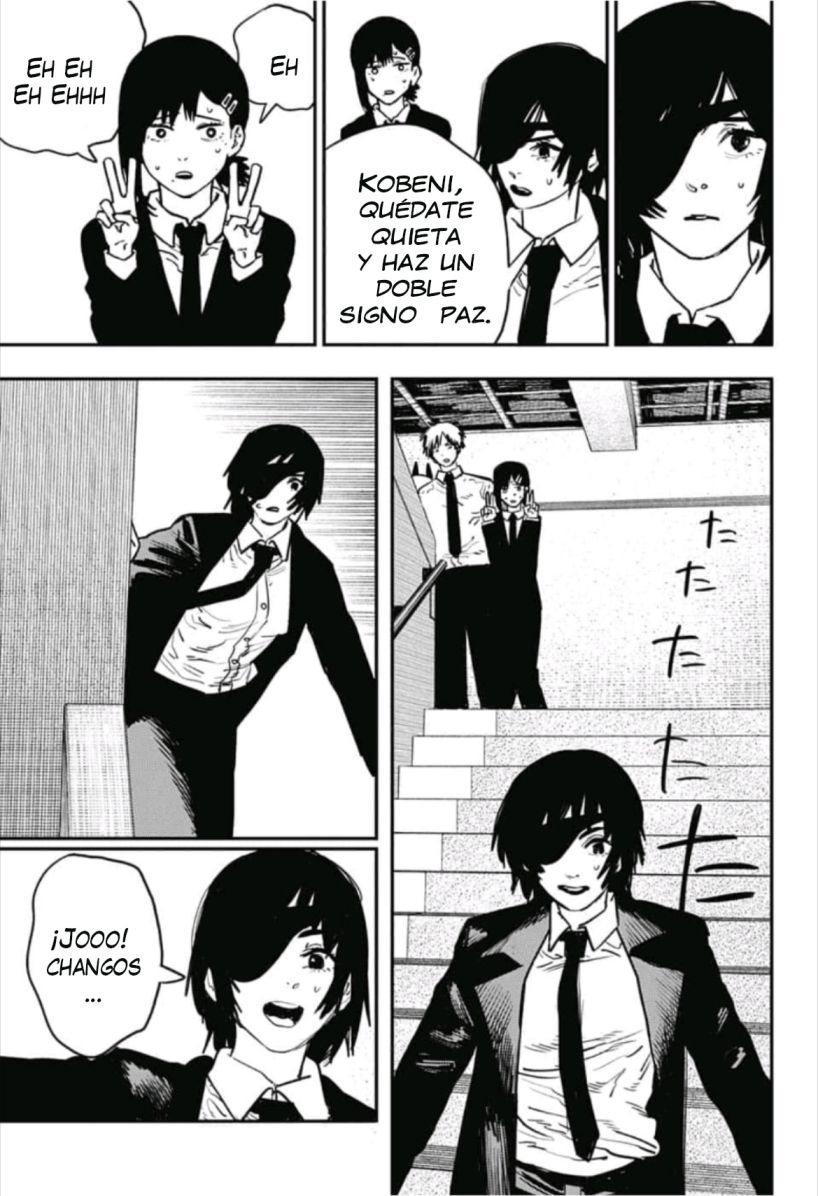 KOBENI,
QUÉDATE
QUIETA
Y HAZ UN
DOBLE
SIGNO PAZ.
EH
EH EH
EH EHHH
た
た
た
た
た
¡JOOO!
CHANGOS
...